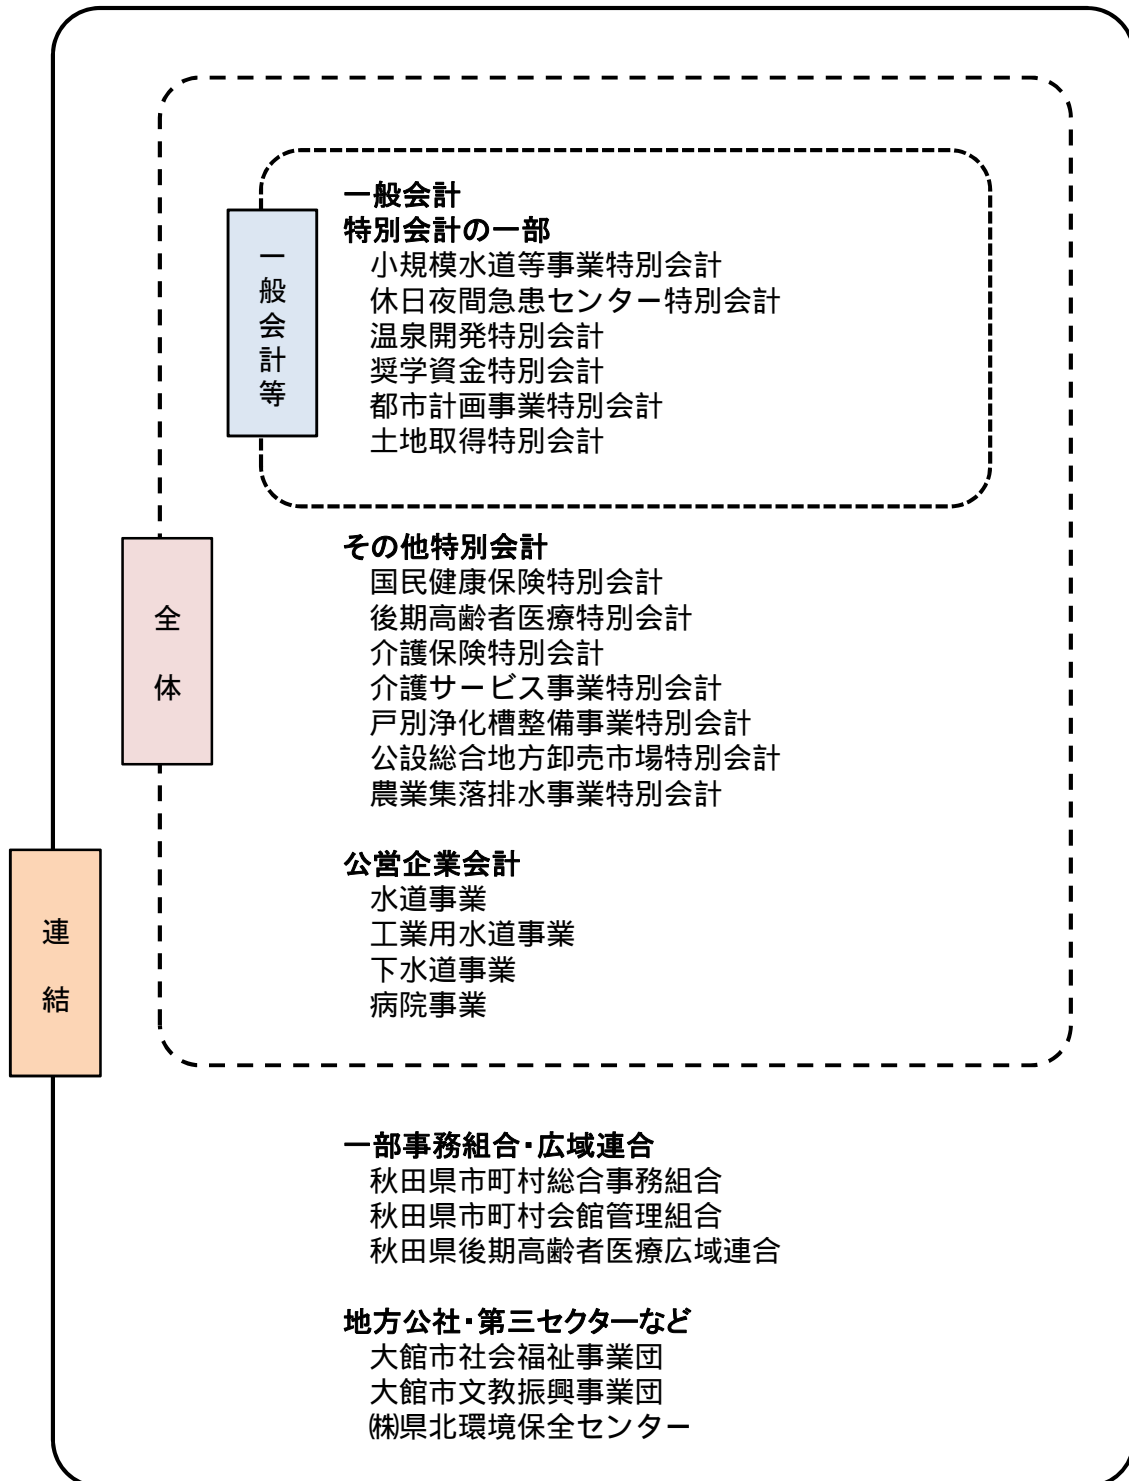 一般会計
特別会計の一部
小規模水道等事業特別会計
休日夜間急患センター特別会計
温泉開発特別会計
奨学資金特別会計
都市計画事業特別会計
土地取得特別会計
一般会計等
その他特別会計
国民健康保険特別会計
後期高齢者医療特別会計
介護保険特別会計
介護サービス事業特別会計
戸別浄化槽整備事業特別会計
公設総合地方卸売市場特別会計
農業集落排水事業特別会計
全体
公営企業会計
水道事業
工業用水道事業
下水道事業
病院事業
連結
一部事務組合・広域連合
秋田県市町村総合事務組合
秋田県市町村会館管理組合
秋田県後期高齢者医療広域連合
地方公社・第三セクターなど
大館市社会福祉事業団
大館市文教振興事業団
㈱県北環境保全センター